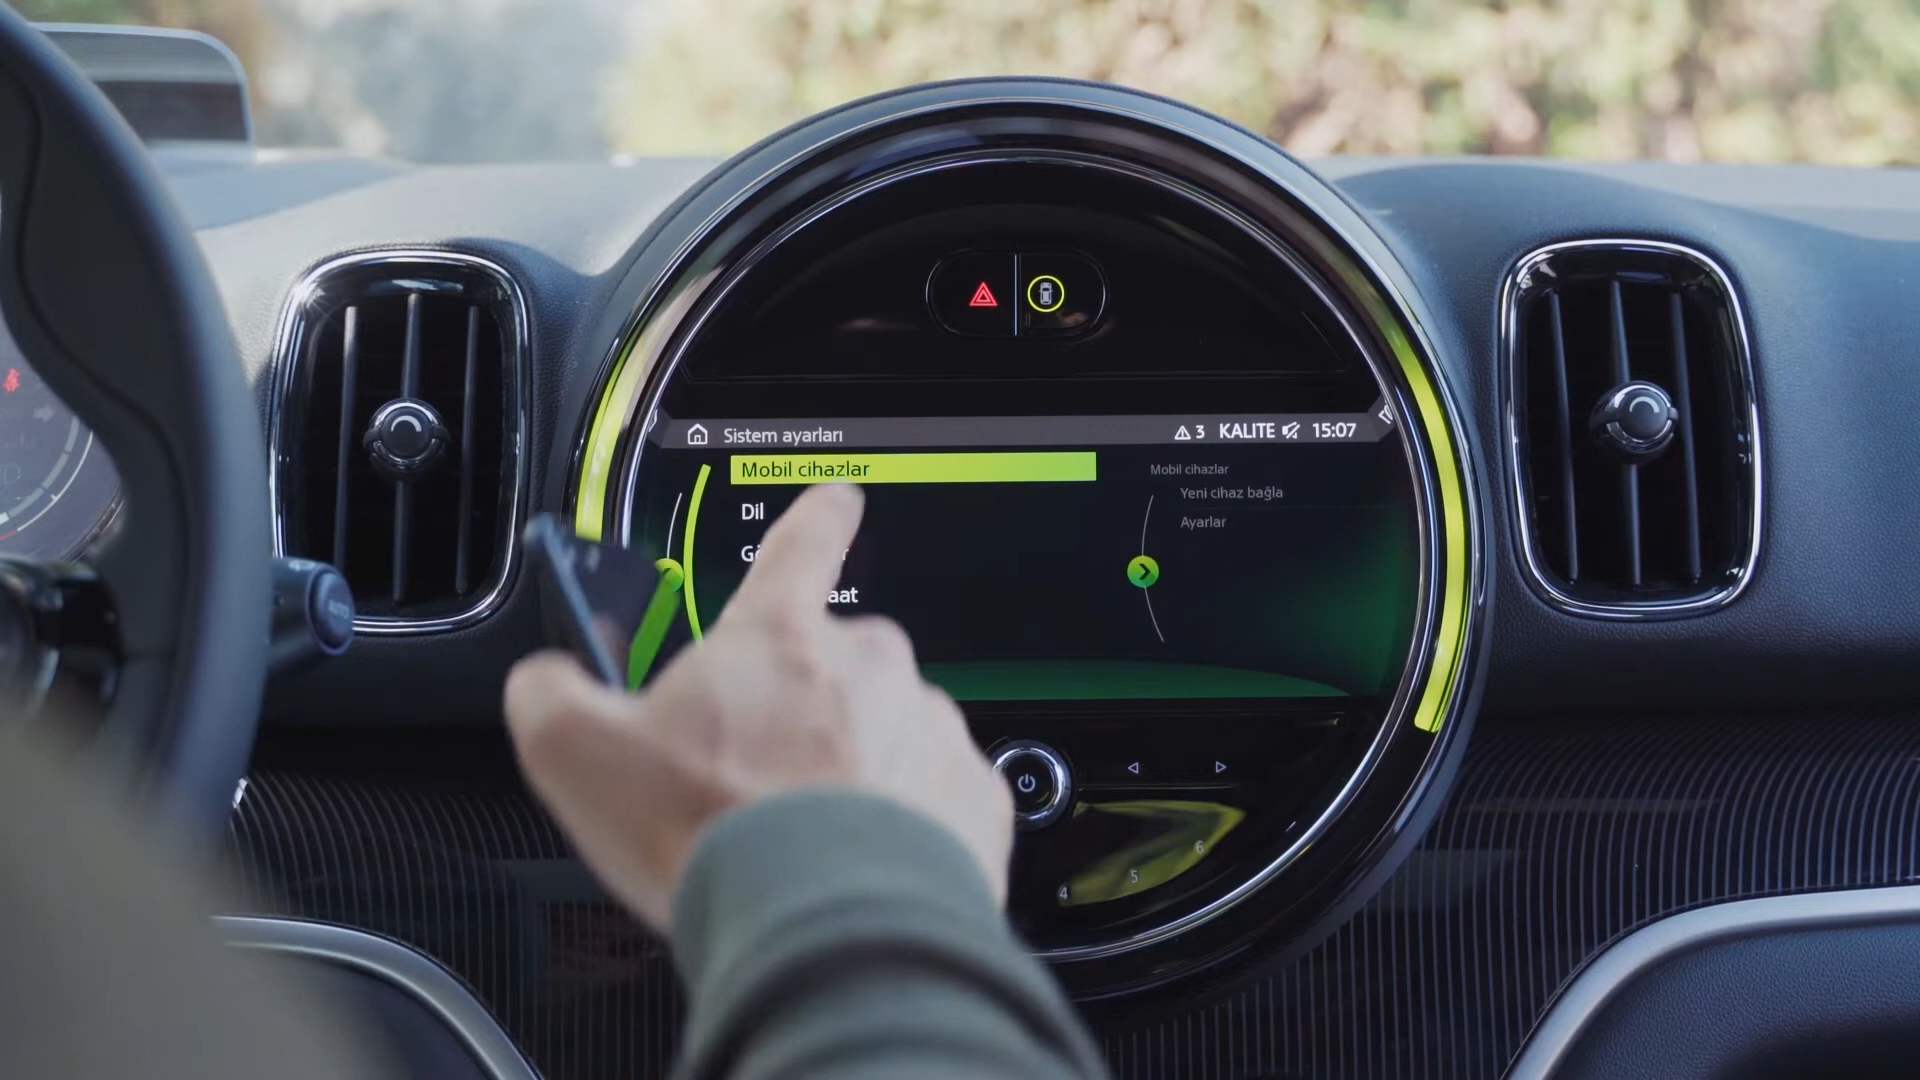 Sistem ayarları
3 KALITE 15:07
Mobil cihazlar
Dil
Mobil cihazlar
Yeni cihaz bağla
Ayarlar
4 5 6